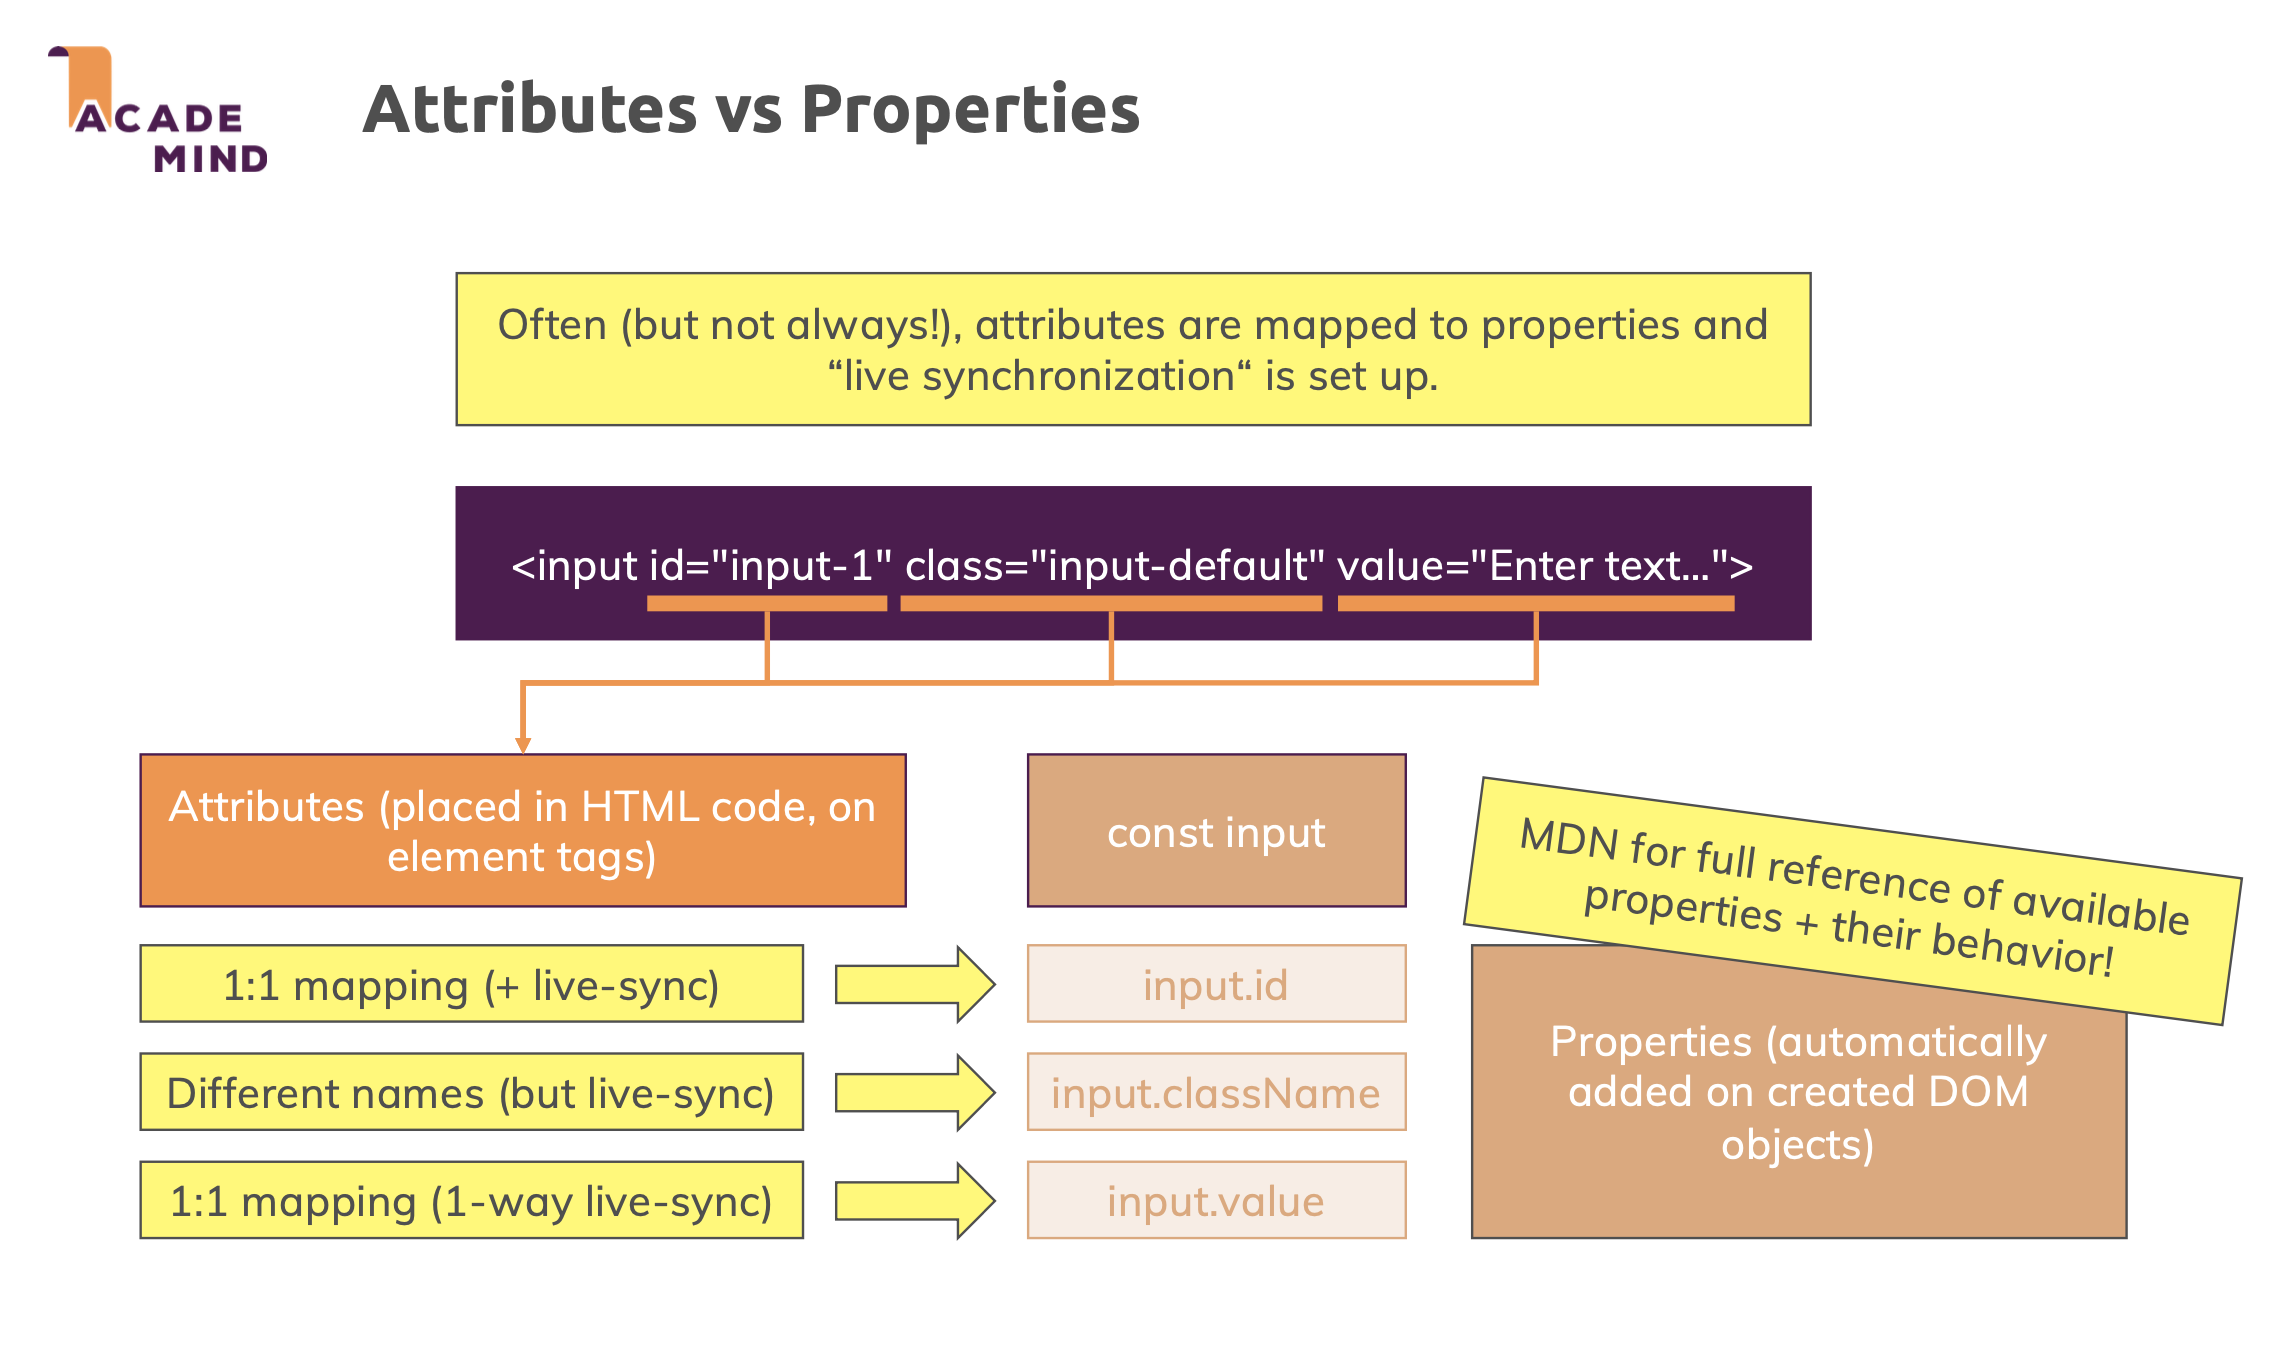 ACADE
MIND
Attributes vs Properties
Often (but not always!), attributes are mapped to properties and
“live synchronization“ is set up.
<input id="input-1" class="input-default" value="Enter text...">
Attributes (placed in HTML code, on
element tags)
const input
MDN for full reference of available
properties + their behavior!
1:1 mapping (+ live-sync)
input.id
Different names (but live-sync)
input.className
1:1 mapping (1-way live-sync)
input.value
Properties (automatically
added on created DOM
objects)